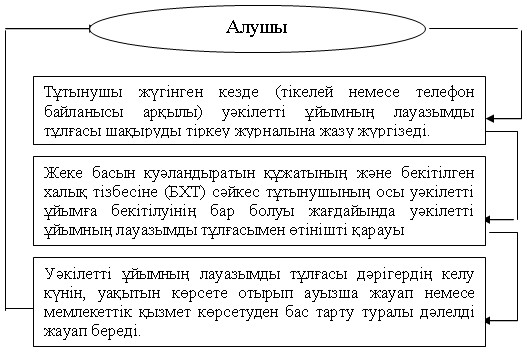 Алушы
Тұтынушы жүгінген кезде (тікелей немесе телефон
байланысы арқылы) уәкілетті ұйымның лауазымды
тұлғасы шақыруды тіркеу журналына жазу жүргізеді.
Жеке басын куәландыратын құжатының және бекітілген
халық тізбесіне (БХТ) сәйкес тұтынушының осы уәкілетті
ұйымға бекітілуінің бар болуы жағдайында уәкілетті
ұйымның лауазымды тұлғасымен өтінішті қарауы
Уәкілетті ұйымның лауазымды тұлғасы дәрігердің келу
күнін, уақытын көрсете отырып ауызша жауап немесе
мемлекеттік қызмет көрсетуден бас тарту туралы дәлелді
жауап береді.